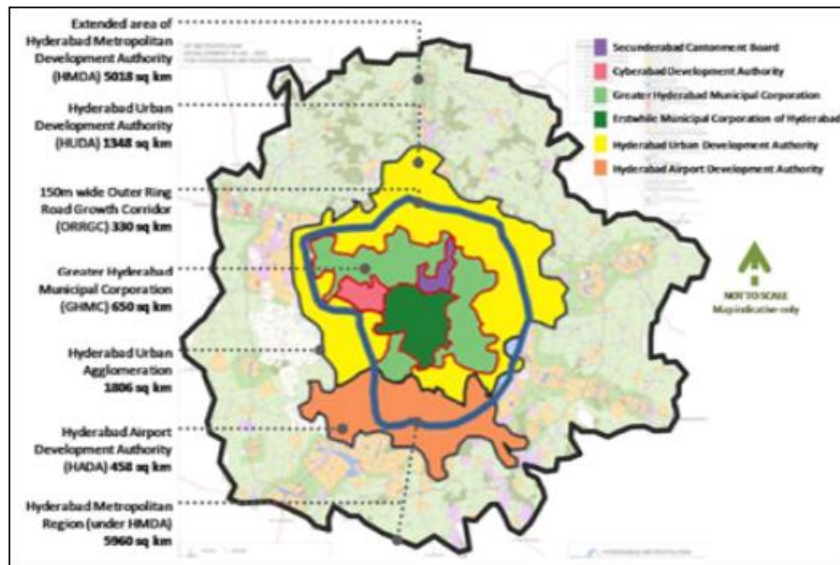 Extended area of
Hyderabad Metropolitan
Development Authority
(HMDA) 5018 sq km
Hyderabad Urban
Development Authority
(HUDA) 1348 sq km
150m wide Outer Ring
Road Growth Corridor
(ORRGC) 330 sq km
Greater Hyderabad
Municipal Corporation
(GHMC) 650 sq km
Hyderabad Urban
Agglomeration
1806 sq km
Hyderabad Airport
Development Authority
(HADA) 458 sq km
Hyderabad Metropolitan
Region (under HMDA)
5960 sq km
Secunderabad Cantonment Board
Cyberabad Development Authority
Greater Hyderabad Municipal Corporation
Erstwhile Municipal Corporation of Hyderabad
Hyderabad Urban Development Authority
Hyderabad Airport Development Authority
NOT TO SCALE
Map indicative only
HYDERABAD METROPOLITAN